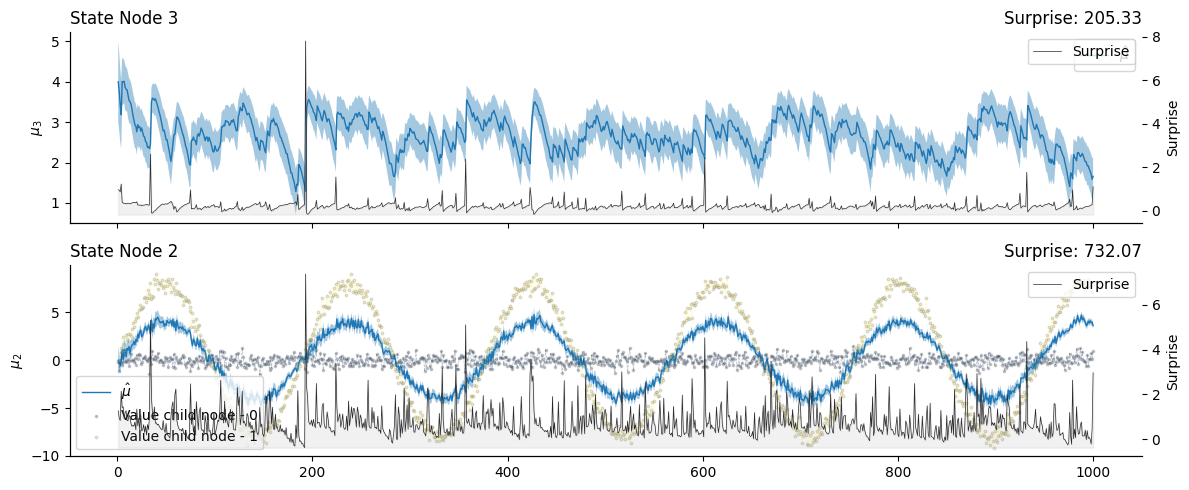 State Node 3
Surprise: 205.33
5
4
3
2
1
μ3
8
6
4
2
0
Surprise
Surprise
State Node 2
Surprise: 732.07
5
0
−5
−10
μ2
6
4
2
0
Surprise
Surprise
μ̂
Value child node - 0
Value child node - 1
0
200
400
600
800
1000